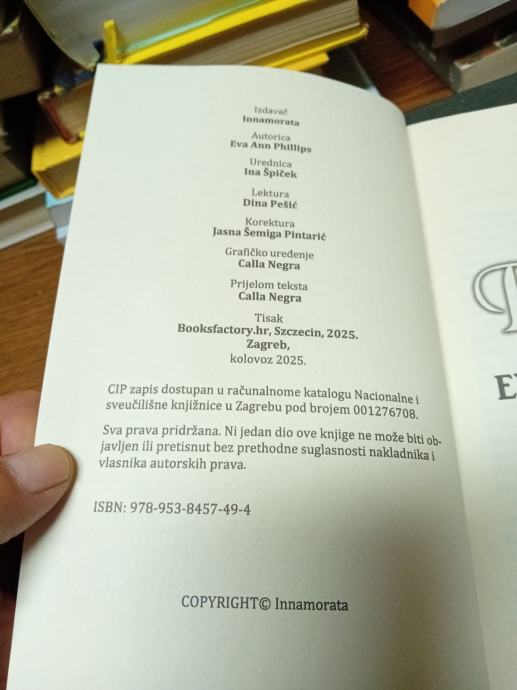 Izdavač
Innamorata
Autorica
Eva Ann Phillips
Urednica
Ina Špiček
Lektura
Dina Pešić
Korektura
Jasna Šemiga Pintarić
Grafičko uređenje
Calla Negra
Prijelom teksta
Calla Negra
Tisak
Booksfactory.hr, Szczecin, 2025.
Zagreb,
kolovoz 2025.
CIP zapis dostupan u računalnome katalogu Nacionalne i
sveučilišne knjižnice u Zagrebu pod brojem 001276708.
Sva prava pridržana. Ni jedan dio ove knjige ne može biti ob-
javljen ili pretisnut bez prethodne suglasnosti nakladnika i
vlasnika autorskih prava.
ISBN: 978-953-8457-49-4
COPYRIGHT© Innamorata